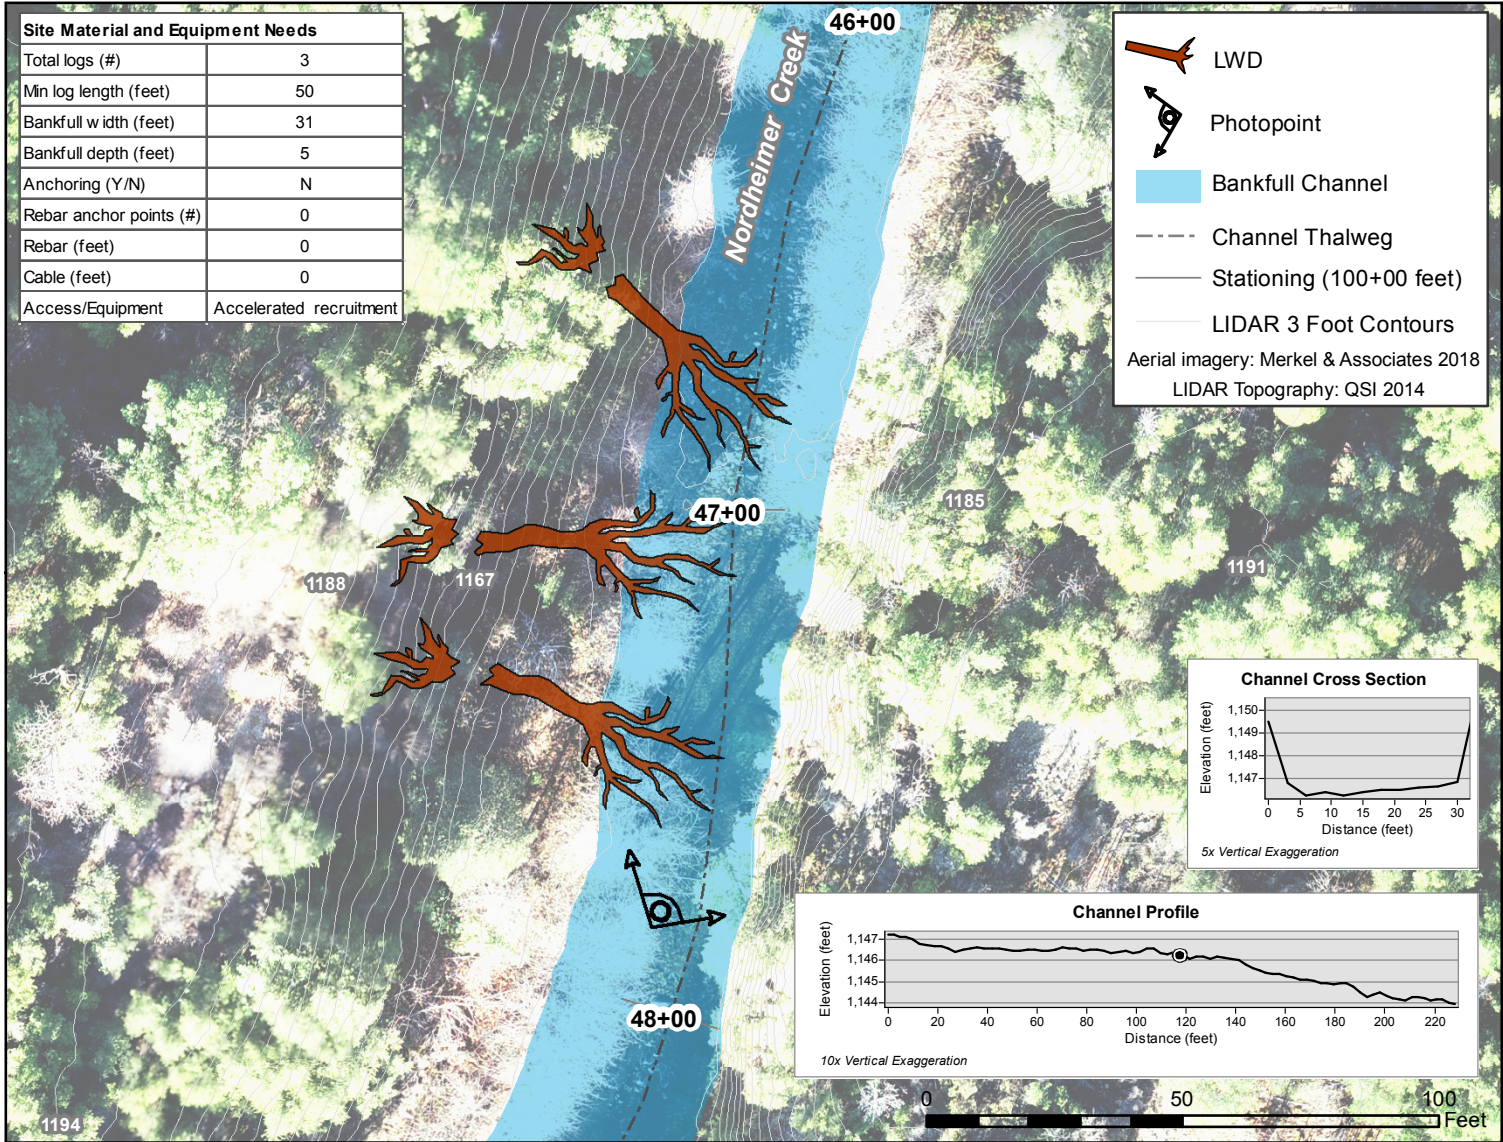 Site Material and Equipment Needs
Total logs (#) 3
Min log length (feet) 50
Bankfull width (feet) 31
Bankfull depth (feet) 5
Anchoring (Y/N) N
Rebar anchor points (#) 0
Rebar (feet) 0
Cable (feet) 0
Access/Equipment Accelerated recruitment
46+00
Nordheimer Creek
47+00
48+00
1188
1167
1185
1191
1194
LWD
Photopoint
Bankfull Channel
Channel Thalweg
Stationing (100+00 feet)
LIDAR 3 Foot Contours
Aerial imagery: Merkel & Associates 2018
LIDAR Topography: QSI 2014
Channel Cross Section
Elevation (feet)
1,150
1,149
1,148
1,147
0 5 10 15 20 25 30
Distance (feet)
5x Vertical Exaggeration
Channel Profile
Elevation (feet)
1,147
1,146
1,145
1,144
0 20 40 60 80 100 120 140 160 180 200 220
Distance (feet)
10x Vertical Exaggeration
0 50 100
Feet